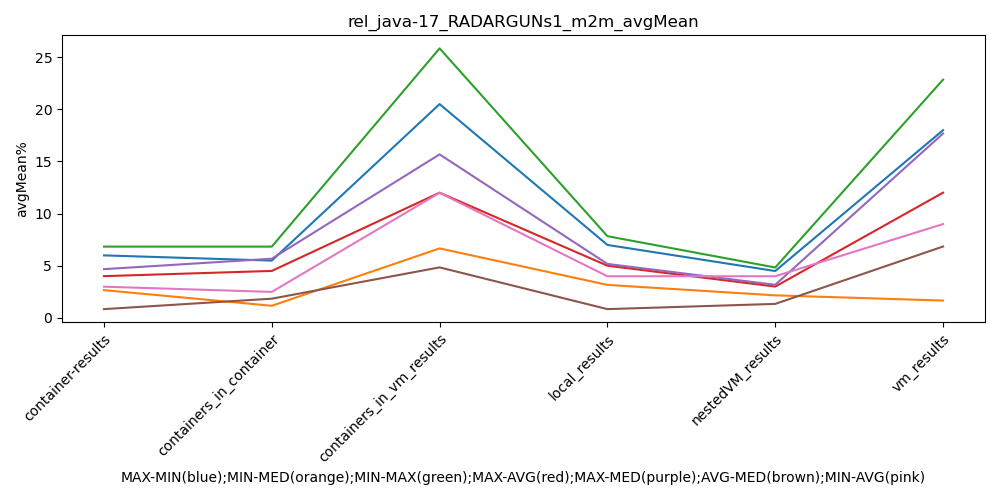 rel_java-17_RADARGUNs1_m2m_avgMean
avgMean%
25
20
15
10
5
0
container-results
containers_in_container
containers_in_vm_results
local_results
nestedVM_results
vm_results
MAX-MIN(blue);MIN-MED(orange);MIN-MAX(green);MAX-AVG(red);MAX-MED(purple);AVG-MED(brown);MIN-AVG(pink)